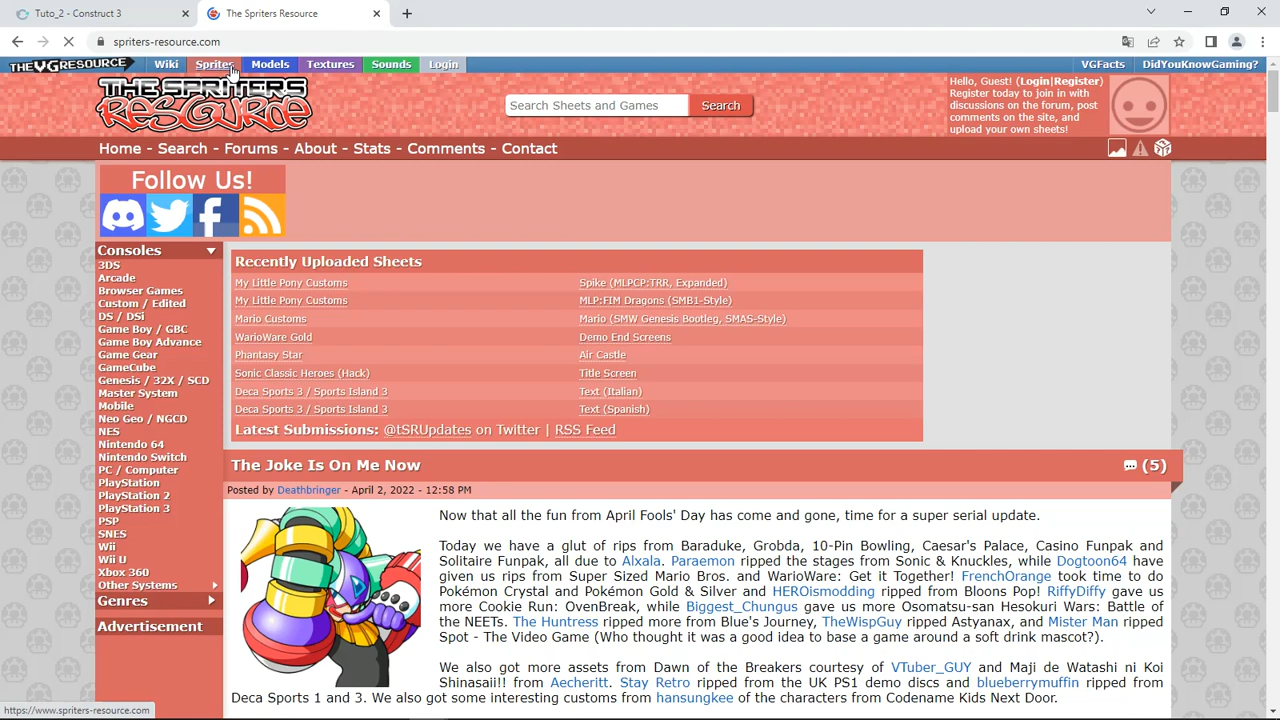 Tuto_2 - Construct 3
The Spriters Resource
spriters-resource.com
THE VG RESOURCE Wiki Sprites Models Textures Sounds Login VGFacts DidYouKnowGaming?
THE SPRITERS RESOURCE
Search Sheets and Games Search
Hello, Guest! (Login|Register)
Register today to join in with
discussions on the forum, post
comments on the site, and
upload your own sheets!
Home - Search - Forums - About - Stats - Comments - Contact
Follow Us!
Consoles
3DS
Arcade
Browser Games
Custom / Edited
DS / DSi
Game Boy / GBC
Game Boy Advance
Game Gear
GameCube
Genesis / 32X / SCD
Master System
Mobile
Neo Geo / NGCD
NES
Nintendo 64
Nintendo Switch
PC / Computer
PlayStation
PlayStation 2
PlayStation 3
PSP
SNES
Wii
Wii U
Xbox 360
Other Systems
Genres
Advertisement
Recently Uploaded Sheets
My Little Pony Customs Spike (MLPCP:TRR, Expanded)
My Little Pony Customs MLP:FIM Dragons (SMB1-Style)
Mario Customs Mario (SMW Genesis Bootleg, SMAS-Style)
WarioWare Gold Demo End Screens
Phantasy Star Air Castle
Sonic Classic Heroes (Hack) Title Screen
Deca Sports 3 / Sports Island 3 Text (Italian)
Deca Sports 3 / Sports Island 3 Text (Spanish)
Latest Submissions: @tSRUpdates on Twitter | RSS Feed
The Joke Is On Me Now (5)
Posted by Deathbringer - April 2, 2022 - 12:58 PM
Now that all the fun from April Fools' Day has come and gone, time for a super serial update.
Today we have a glut of rips from Baraduke, Grobda, 10-Pin Bowling, Caesar's Palace, Casino Funpak and
Solitaire Funpak, all due to Alxala. Paraemon ripped the stages from Sonic & Knuckles, while Dogtoon64 have
given us rips from Super Sized Mario Bros. and WarioWare: Get it Together! FrenchOrange took time to do
Pokémon Crystal and Pokémon Gold & Silver and HEROismodding ripped from Bloons Pop! RiffyDiffy gave us
more Cookie Run: OvenBreak, while Biggest_Chungus gave us more Osomatsu-san Hesokuri Wars: Battle of
the NEETs. The Huntress ripped more from Blue's Journey, TheWispGuy ripped Astyanax, and Mister Man ripped
Spot - The Video Game (Who thought it was a good idea to base a game around a soft drink mascot?).
We also got more assets from Dawn of the Breakers courtesy of VTuber_GUY and Maji de Watashi ni Koi
Shinasaii!! from Aecheritt. Stay Retro ripped from the UK PS1 demo discs and blueberrymuffin ripped from
Deca Sports 1 and 3. We also got some interesting customs from hansungkee of the characters from Codename Kids Next Door.
https://www.spriters-resource.com